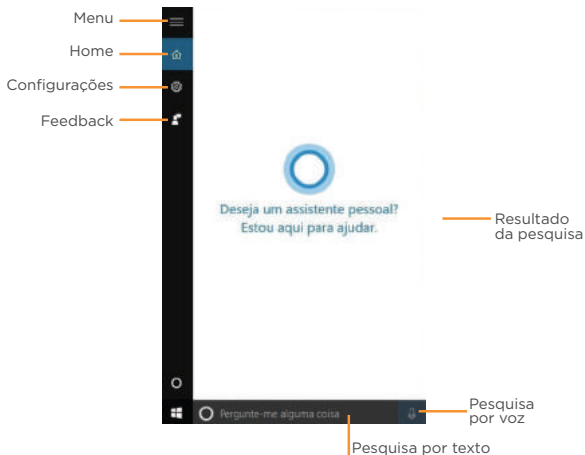 Menu
Home
Configurações
Feedback
Deseja um assistente pessoal?
Estou aqui para ajudar.
Resultado
da pesquisa
Pergunte-me alguma coisa
Pesquisa
por voz
Pesquisa por texto